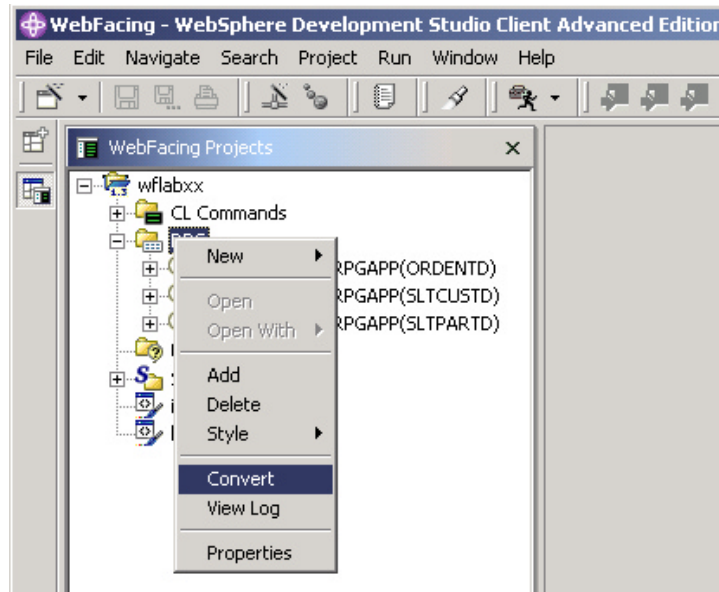 WebFacing - WebSphere Development Studio Client Advanced Edition
File Edit Navigate Search Project Run Window Help
WebFacing Projects
wflabxx
CL Commands
New
RPGAPP(ORDENTD)
Open
RPGAPP(SLTCUSTD)
Open With
RPGAPP(SLTPARTD)
Add
Delete
Style
Convert
View Log
Properties